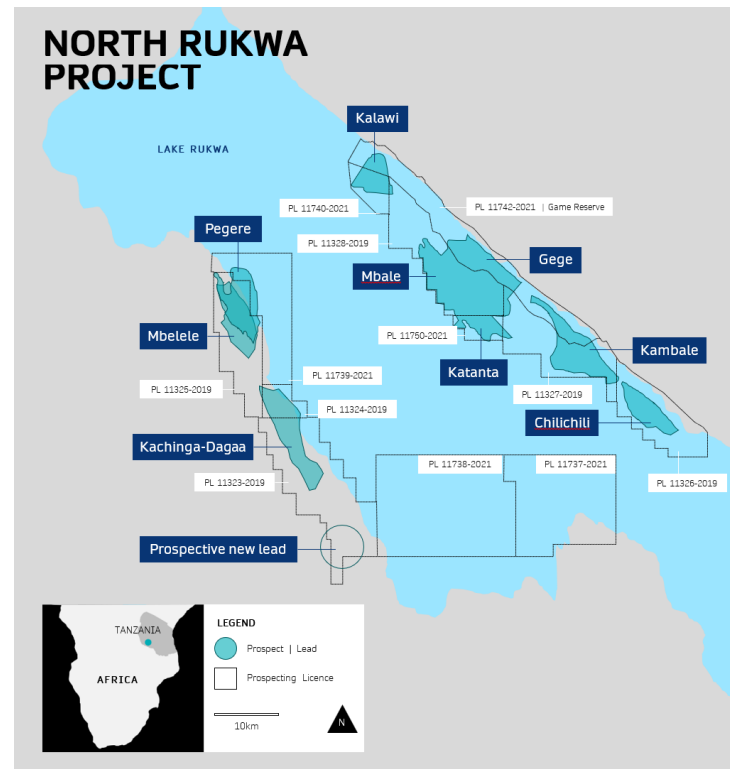 NORTH RUKWA
PROJECT
Kalawi
LAKE RUKWA
PL 11740-2021
PL 11742-2021 | Game Reserve
Pegere
PL 11328-2019
Gege
Mbale
Mbelele
PL 11750-2021
Kambale
Katanta
PL 11739-2021
PL 11325-2019
PL 11327-2019
PL 11324-2019
Chilichili
Kachinga-Dagaa
PL 11738-2021
PL 11737-2021
PL 11323-2019
PL 11326-2019
Prospective new lead
TANZANIA
AFRICA
LEGEND
Prospect | Lead
Prospecting Licence
10km
N